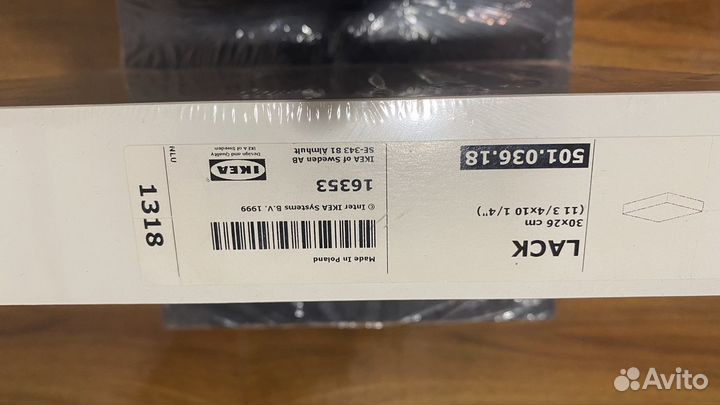 LACK
30x26 cm
(11 3/4x10 1/4")
501.036.18
Made In Poland
© Inter IKEA Systems B.V. 1999
16353
IKEA of Sweden AB
SE-343 81 Älmhult
IKEA
Design and Quality
IKEA of Sweden
NLU
1318
Avito